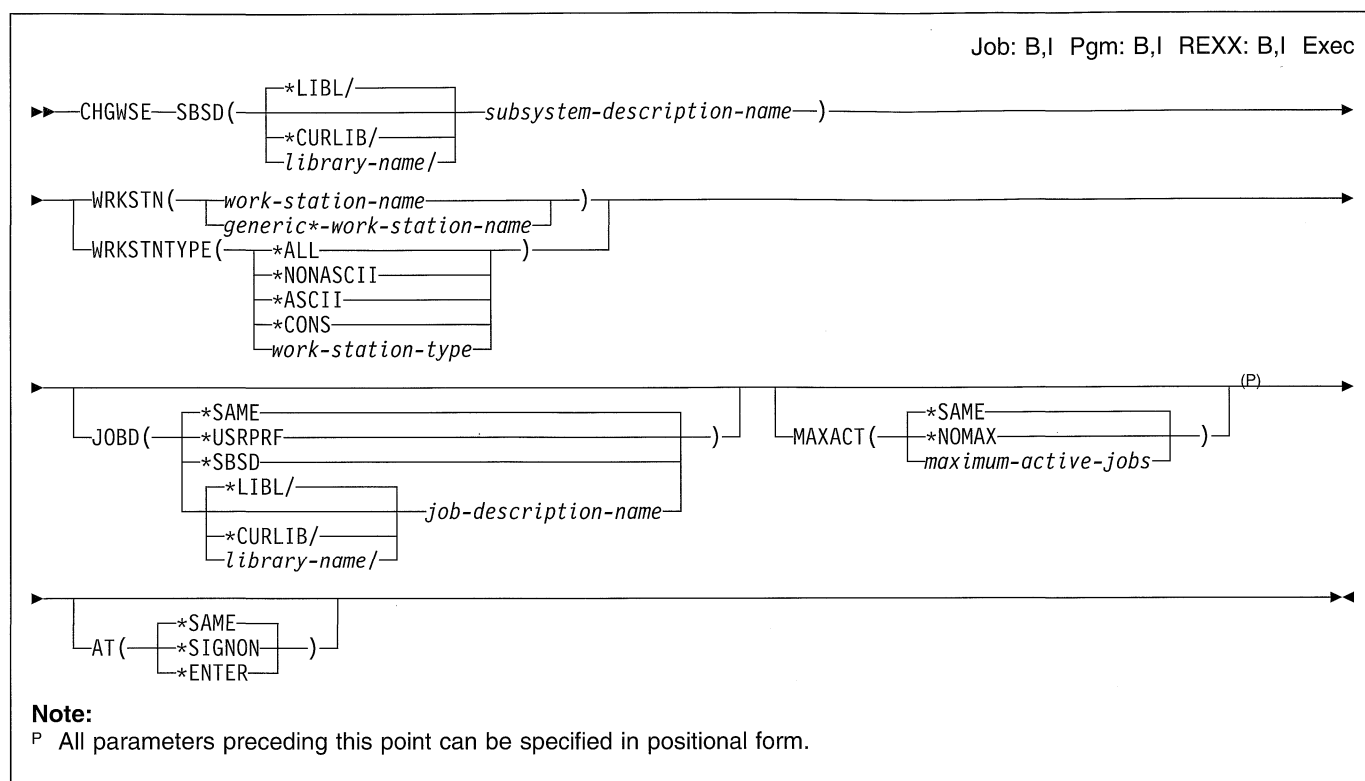 Job: B,I Pgm: B,I REXX: B,I Exec
*LIBL/
CHGWSE SBSD( subsystem-description-name )
*CURLIB/
library-name/
WRKSTN( work-station-name )
generic*-work-station-name
WRKSTNTYPE( *ALL )
*NONASCII
*ASCII
*CONS
work-station-type
(P)
JOBD( *SAME )
*USRPRF
*SBSD
*LIBL/
job-description-name
*CURLIB/
library-name/
MAXACT( *SAME )
*NOMAX
maximum-active-jobs
AT( *SAME )
*SIGNON
*ENTER
Note:
P All parameters preceding this point can be specified in positional form.